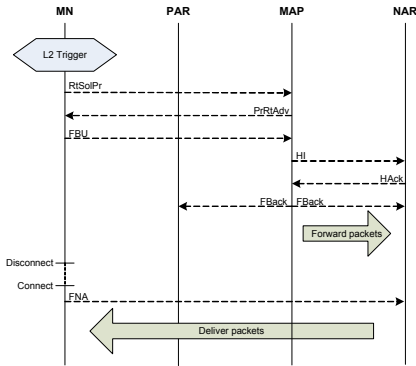 MN PAR MAP NAR
L2 Trigger
RtSolPr
PrRtAdv
FBU
HI
HAck
FBack FBack
Forward packets
Disconnect
Connect
FNA
Deliver packets